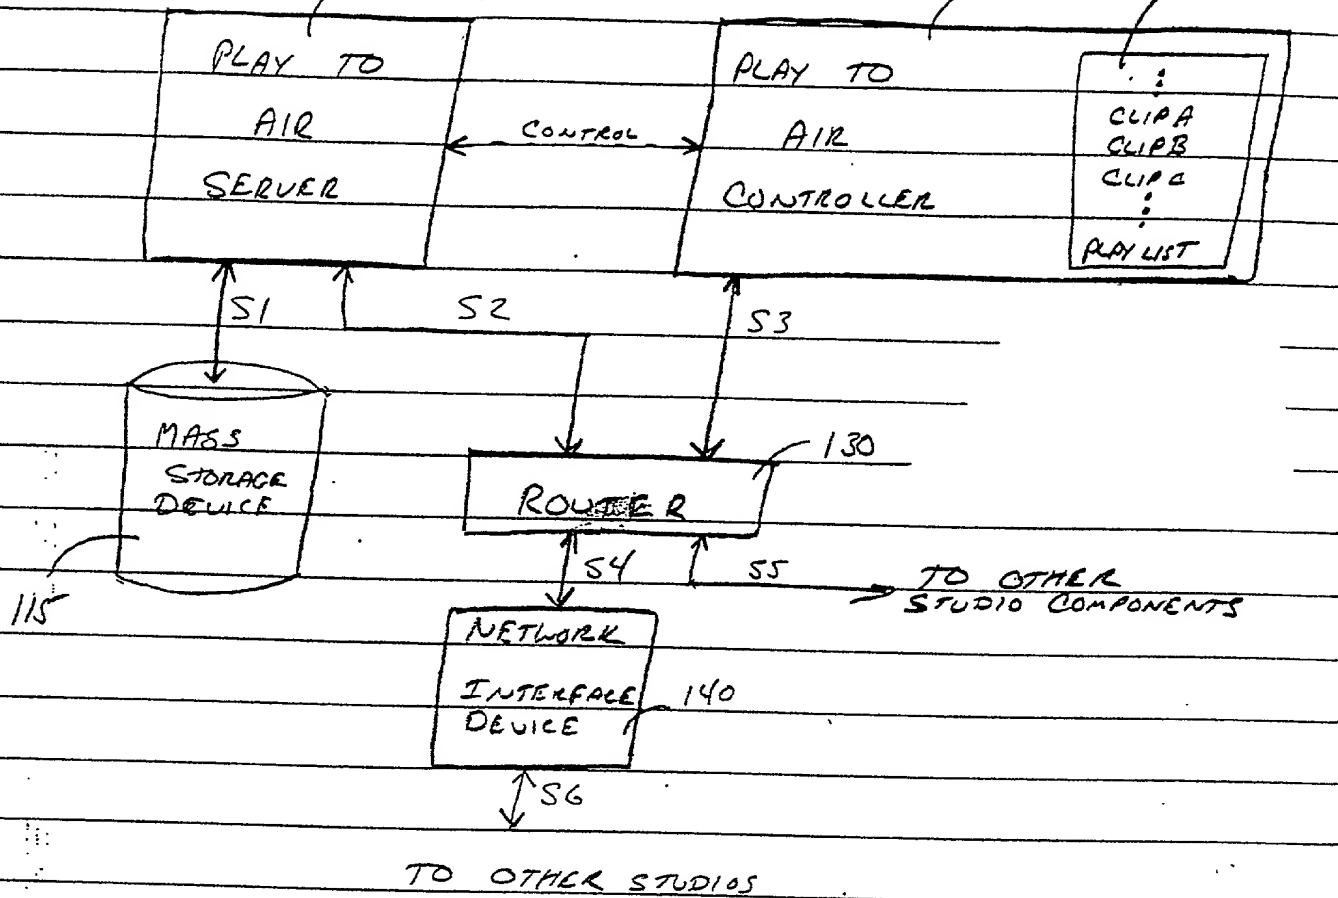 PLAY TO
AIR
SERVER
CONTROL
PLAY TO
AIR
CONTROLLER
CLIP A
CLIP B
CLIP C
PLAY LIST
S1
S2
S3
MASS
STORAGE
DEVICE
115
130
ROUTER
S4
S5
TO OTHER
STUDIO COMPONENTS
NETWORK
INTERFACE
DEVICE
140
S6
TO OTHER STUDIOS